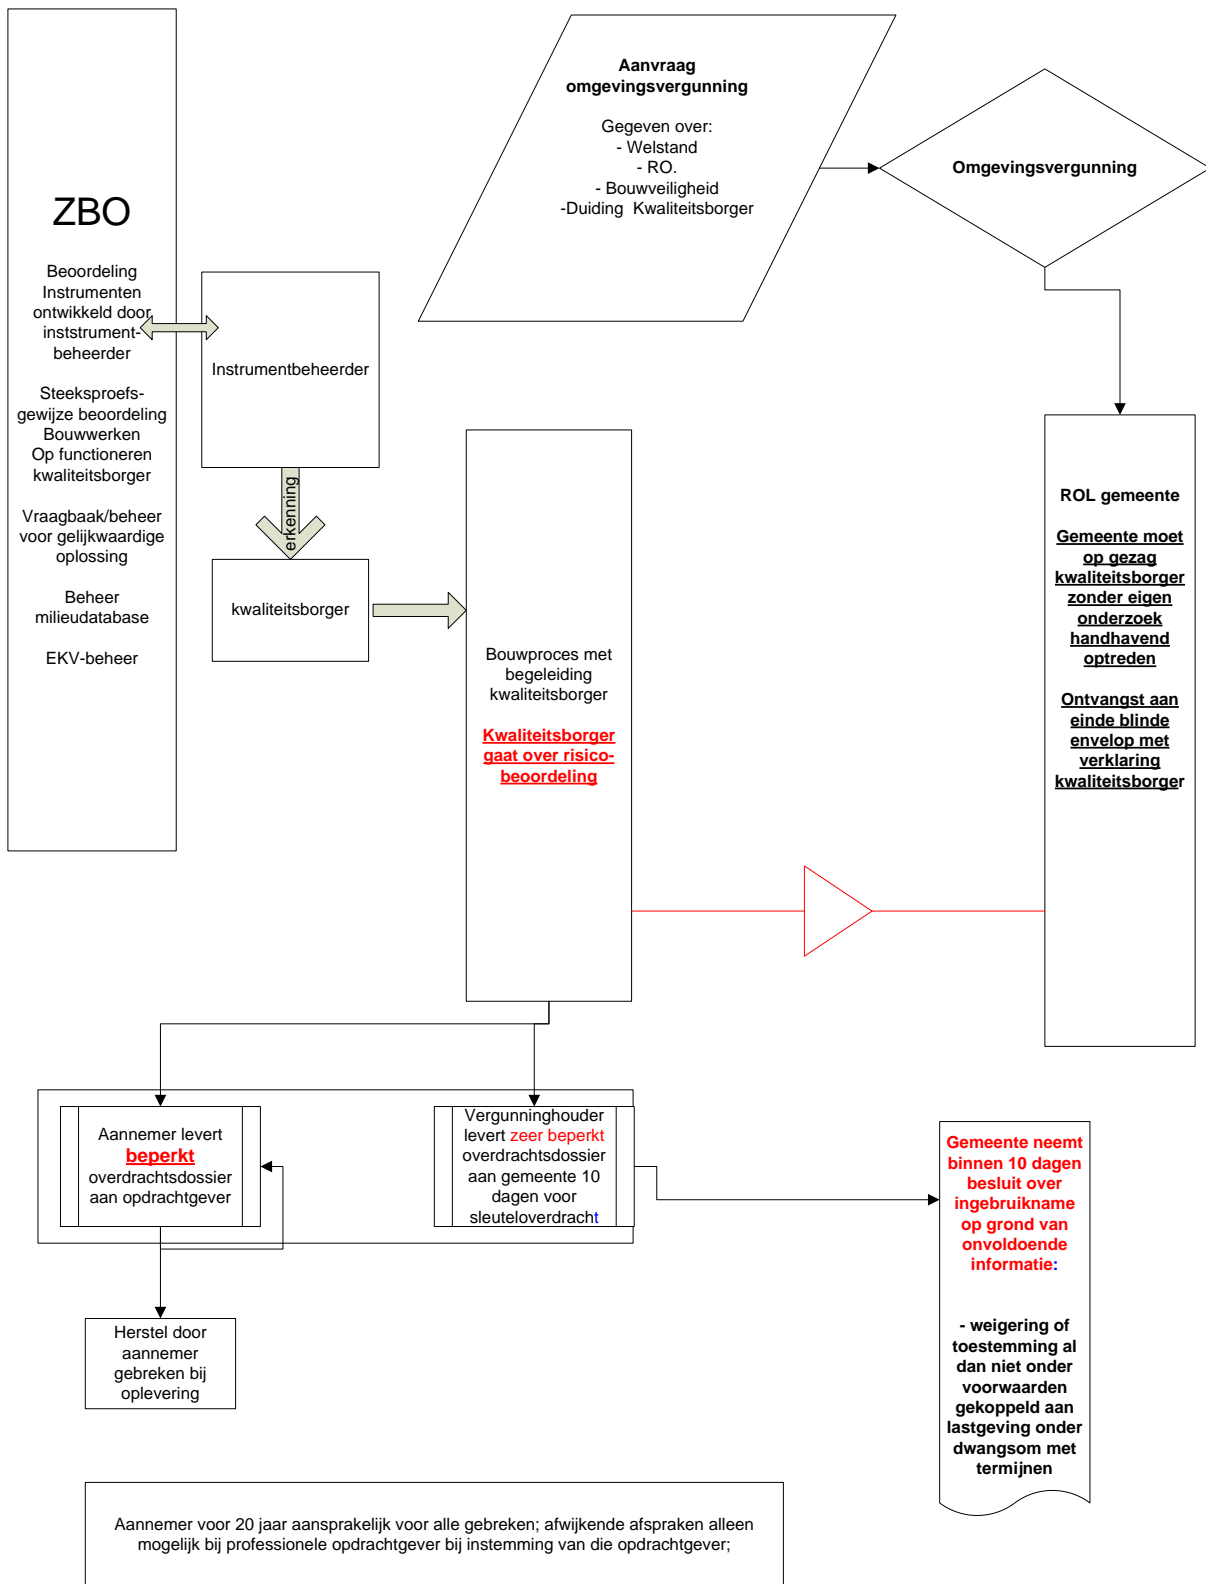 ZBO
Beoordeling
Instrumenten
ontwikkeld door
inststrument-
beheerder
Steeksproefs-
gewijze beoordeling
Bouwwerken
Op functioneren
kwaliteitsborger
Vraagbaak/beheer
voor gelijkwaardige
oplossing
Beheer
milieudatabase
EKV-beheer
Instrumentbeheerder
erkenning
kwaliteitsborger
Aanvraag
omgevingsvergunning
Gegeven over:
- Welstand
- RO.
- Bouwveiligheid
-Duiding  Kwaliteitsborger
Omgevingsvergunning
Bouwproces met
begeleiding
kwaliteitsborger
Kwaliteitsborger
gaat over risico-
beoordeling
ROL gemeente
Gemeente moet
op gezag
kwaliteitsborger
zonder eigen
onderzoek
handhavend
optreden
Ontvangst aan
einde blinde
envelop met
verklaring
kwaliteitsborger
Aannemer levert
beperkt
overdrachtsdossier
aan opdrachtgever
Vergunninghouder
levert zeer beperkt
overdrachtsdossier
aan gemeente 10
dagen voor
sleuteloverdracht
Gemeente neemt
binnen 10 dagen
besluit over
ingebruikname
op grond van
onvoldoende
informatie:
- weigering of
toestemming al
dan niet onder
voorwaarden
gekoppeld aan
lastgeving onder
dwangsom met
termijnen
Herstel door
aannemer
gebreken bij
oplevering
Aannemer voor 20 jaar aansprakelijk voor alle gebreken; afwijkende afspraken alleen
mogelijk bij professionele opdrachtgever bij instemming van die opdrachtgever;